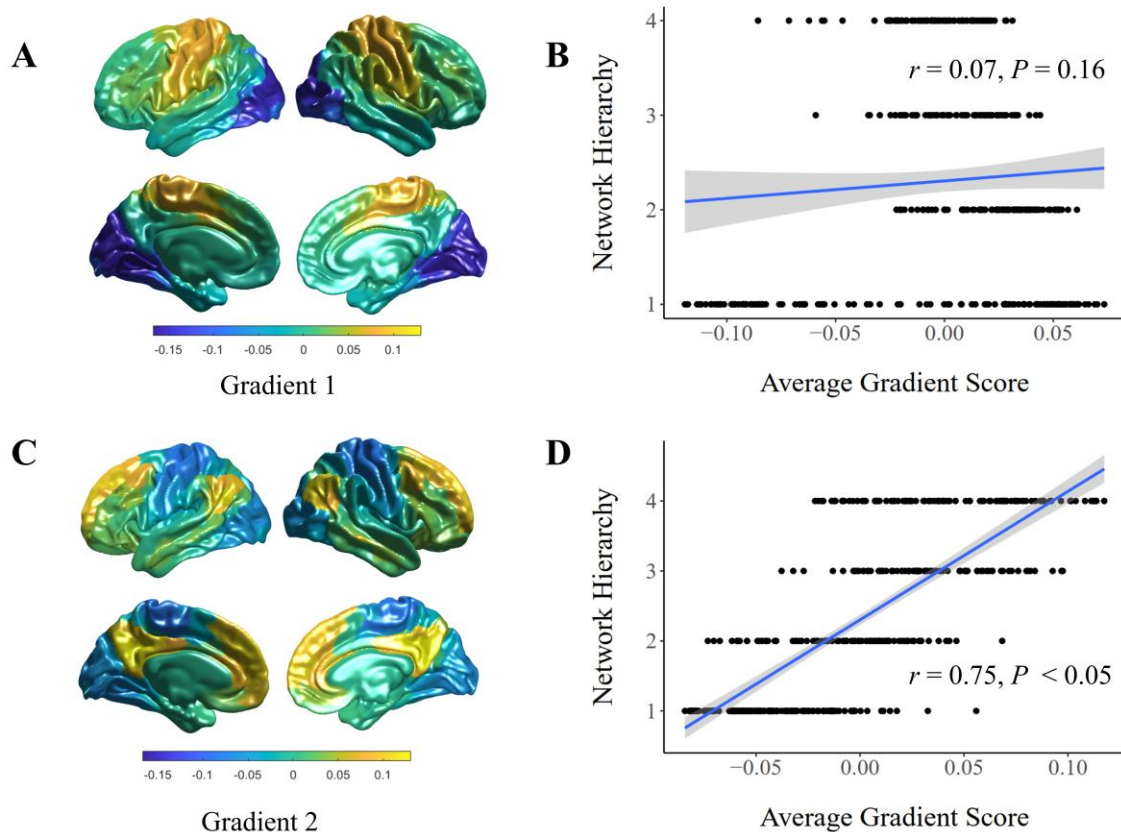 A
-0.15 -0.1 -0.05 0 0.05 0.1
Gradient 1
B
Network Hierarchy
4
3
2
1
r = 0.07, P = 0.16
−0.10 −0.05 0.00 0.05
Average Gradient Score
C
-0.15 -0.1 -0.05 0 0.05 0.1
Gradient 2
D
Network Hierarchy
4
3
2
1
r = 0.75, P < 0.05
−0.05 0.00 0.05 0.10
Average Gradient Score